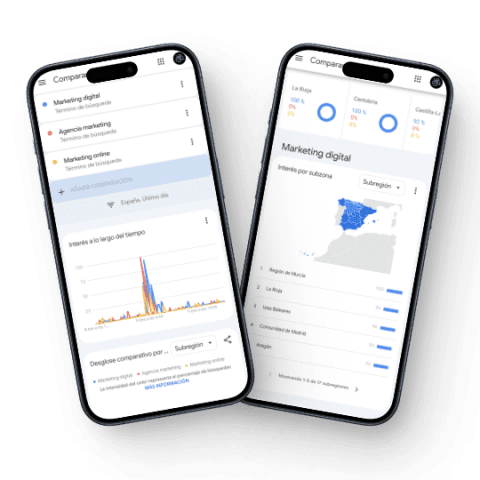 Compara
Marketing digital
Término de búsqueda
Agencia marketing
Término de búsqueda
Marketing online
Término de búsqueda
+ AÑADIR COMPARACIÓN
España, Último día
Interés a lo largo del tiempo
100
75
50
25
Desglose comparativo por ...
Subregión
Marketing digital
Agencia marketing
Marketing online
La intensidad del color representa el porcentaje de búsquedas
MÁS INFORMACIÓN
Compara
La Rioja
100 %
0%
0%
Cantabria
100 %
0%
0%
Castilla-La
92 %
Marketing digital
Interés por subzona
Subregión
1 Región de Murcia
2 La Rioja
3 Islas Baleares
4 Comunidad de Madrid
Aragón
Mostrando 1-5 de 17 subregiones